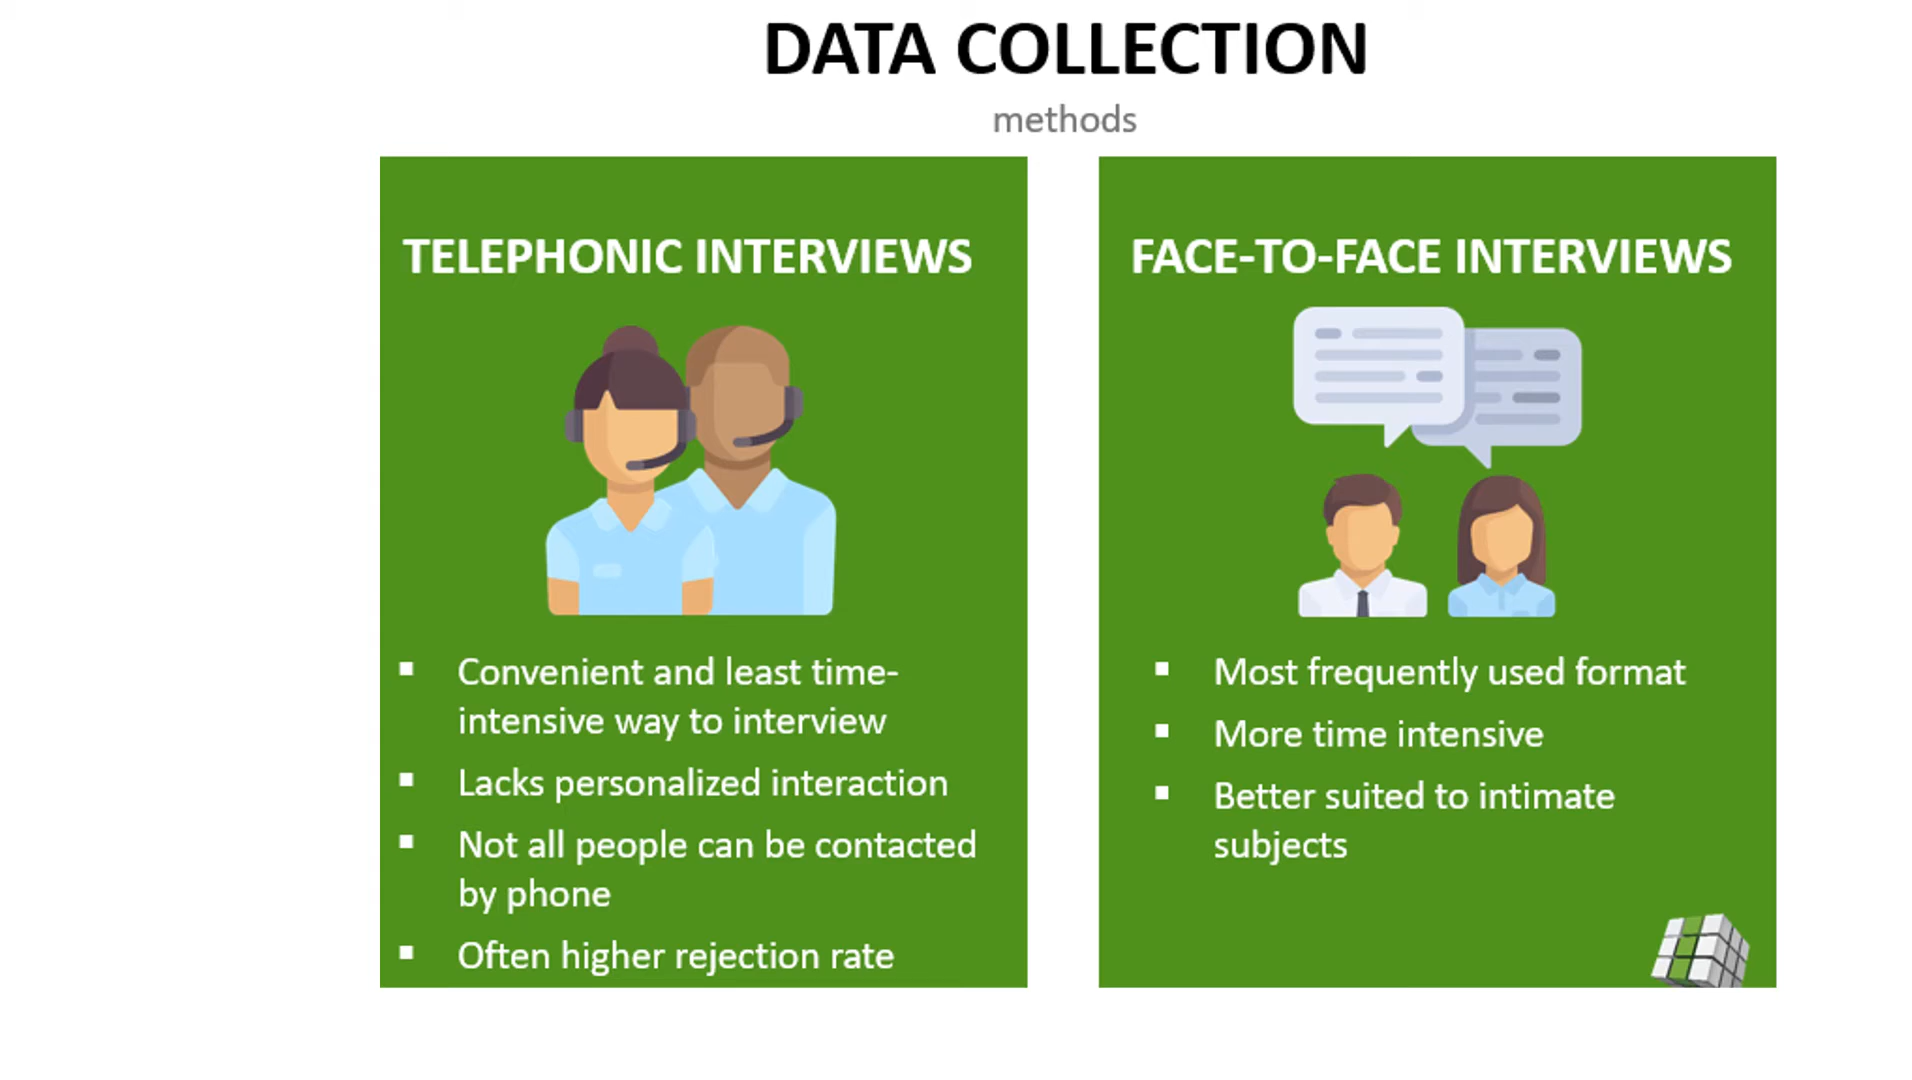 DATA COLLECTION
methods
TELEPHONIC INTERVIEWS
Convenient and least time-
intensive way to interview
Lacks personalized interaction
Not all people can be contacted
by phone
Often higher rejection rate
FACE-TO-FACE INTERVIEWS
Most frequently used format
More time intensive
Better suited to intimate
subjects